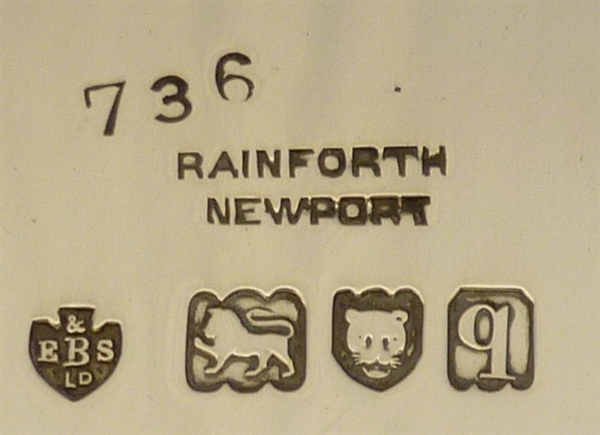 736
RAINFORTH
NEWPORT
&
EBS
LD
q